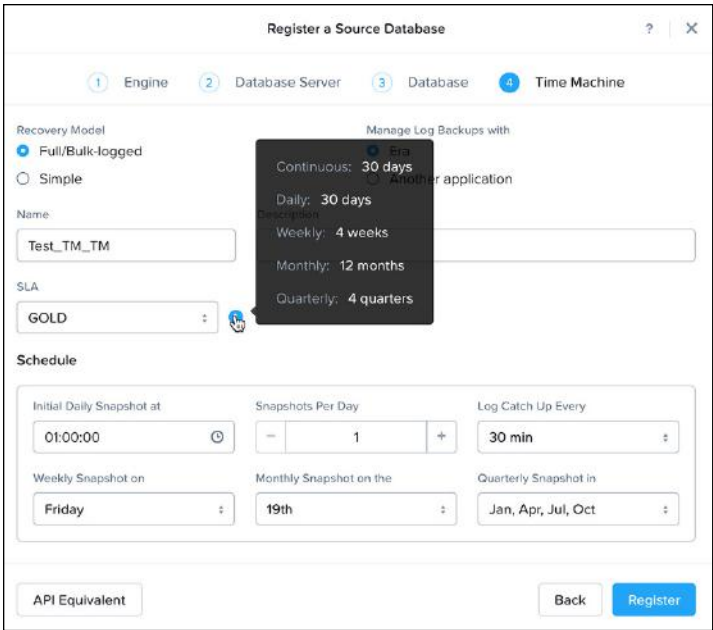 Register a Source Database ?
1 Engine 2 Database Server 3 Database 4 Time Machine
Recovery Model
Full/Bulk-logged
Simple
Manage Log Backups with
Era
Another application
Name
Test_TM_TM
Description
SLA
GOLD
Continuous: 30 days
Daily: 30 days
Weekly: 4 weeks
Monthly: 12 months
Quarterly: 4 quarters
Schedule
Initial Daily Snapshot at
01:00:00
Snapshots Per Day
1
Log Catch Up Every
30 min
Weekly Snapshot on
Friday
Monthly Snapshot on the
19th
Quarterly Snapshot in
Jan, Apr, Jul, Oct
API Equivalent
Back
Register